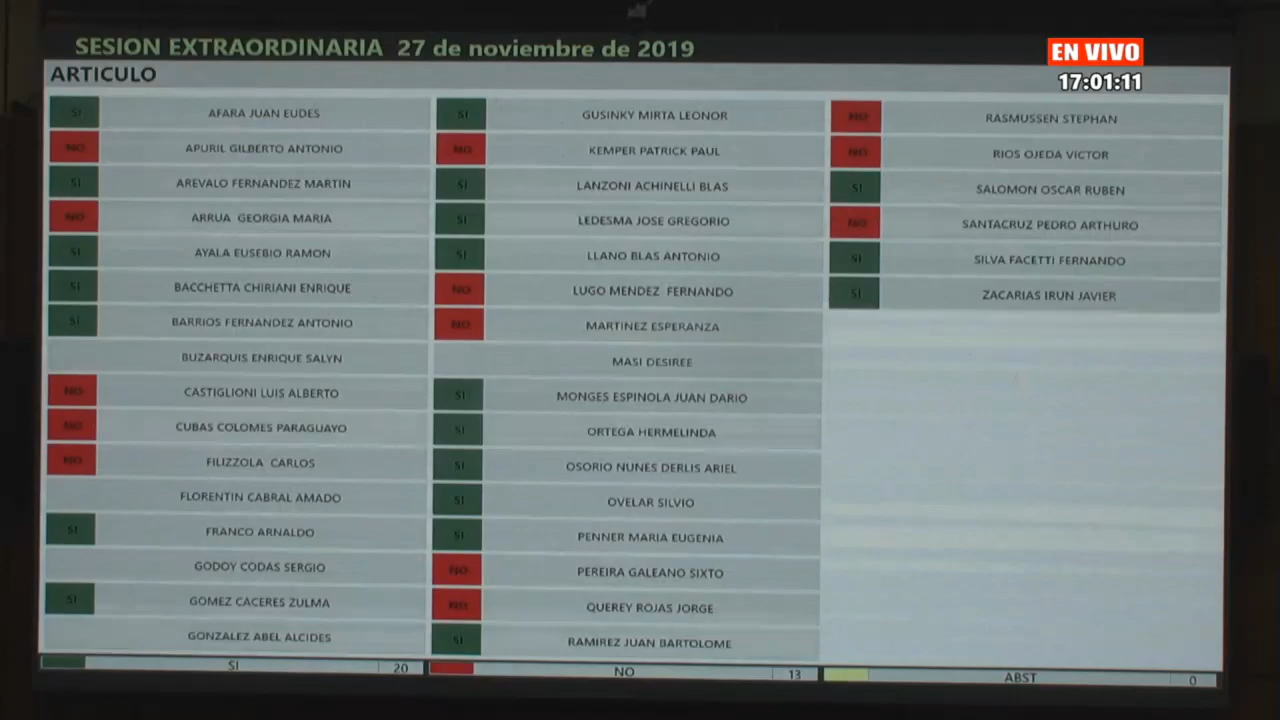 SESION EXTRAORDINARIA 27 de noviembre de 2019
EN VIVO
17:01:11
ARTICULO
SI AFARA JUAN EUDES
NO APURIL GILBERTO ANTONIO
SI AREVALO FERNANDEZ MARTIN
NO ARRUA GEORGIA MARIA
SI AYALA EUSEBIO RAMON
SI BACCHETTA CHIRIANI ENRIQUE
SI BARRIOS FERNANDEZ ANTONIO
BUZARQUIS ENRIQUE SALYN
NO CASTIGLIONI LUIS ALBERTO
NO CUBAS COLOMES PARAGUAYO
NO FILIZZOLA CARLOS
FLORENTIN CABRAL AMADO
SI FRANCO ARNALDO
GODOY CODAS SERGIO
SI GOMEZ CACERES ZULMA
GONZALEZ ABEL ALCIDES
SI GUSINKY MIRTA LEONOR
NO KEMPER PATRICK PAUL
SI LANZONI ACHINELLI BLAS
SI LEDESMA JOSE GREGORIO
SI LLANO BLAS ANTONIO
NO LUGO MENDEZ FERNANDO
NO MARTINEZ ESPERANZA
MASI DESIREE
SI MONGES ESPINOLA JUAN DARIO
SI ORTEGA HERMELINDA
SI OSORIO NUNES DERLIS ARIEL
SI OVELAR SILVIO
SI PENNER MARIA EUGENIA
NO PEREIRA GALEANO SIXTO
NO QUEREY ROJAS JORGE
SI RAMIREZ JUAN BARTOLOME
NO RASMUSSEN STEPHAN
NO RIOS OJEDA VICTOR
SI SALOMON OSCAR RUBEN
NO SANTACRUZ PEDRO ARTHURO
SI SILVA FACETTI FERNANDO
SI ZACARIAS IRUN JAVIER
SI 20
NO 13
ABST 0